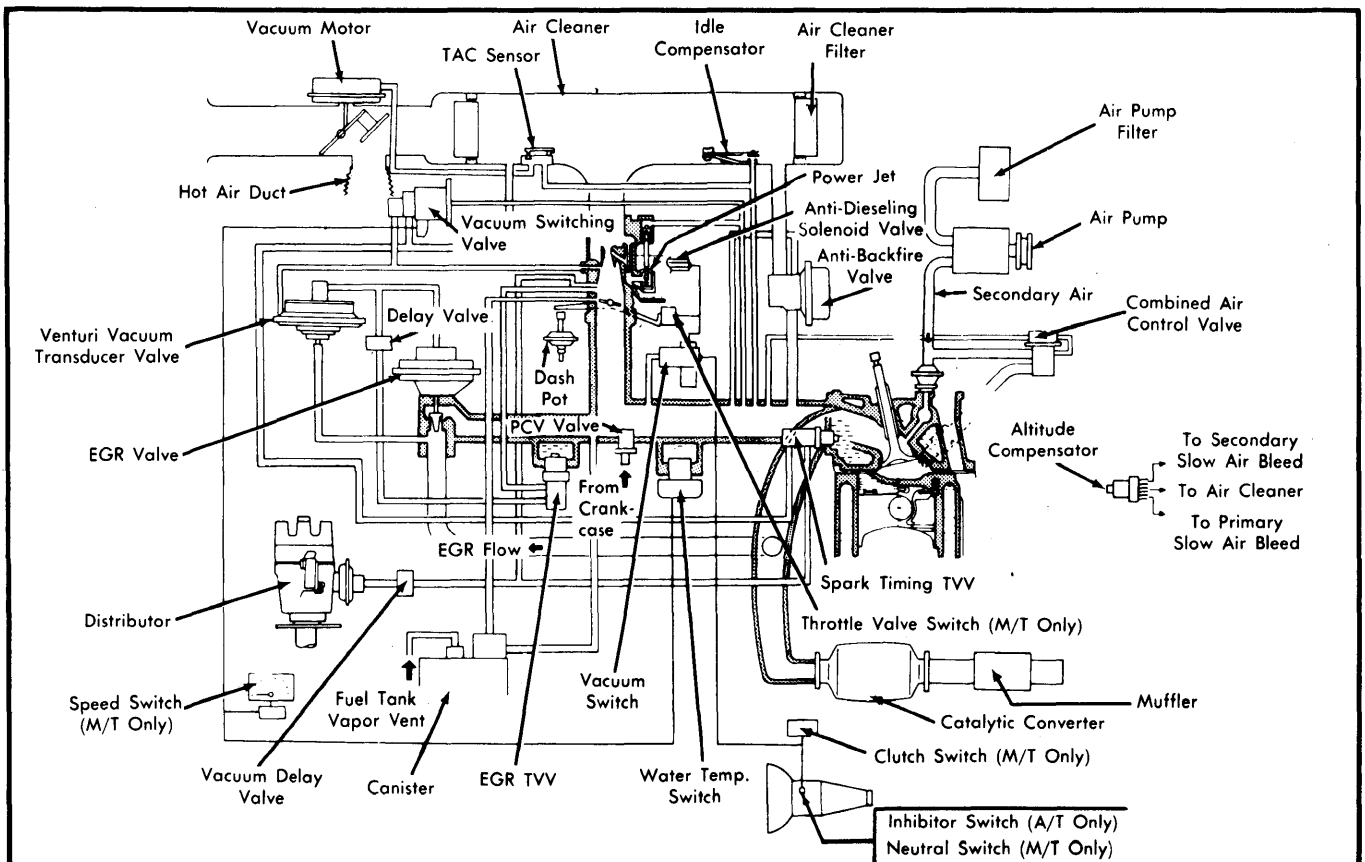 Vacuum Motor
Air Cleaner
TAC Sensor
Idle
Compensator
Air Cleaner
Filter
Air Pump
Filter
Hot Air Duct
Power Jet
Vacuum Switching
Valve
Anti-Dieseling
Solenoid Valve
Air Pump
Anti-Backfire
Valve
Secondary Air
Combined Air
Control Valve
Venturi Vacuum
Transducer Valve
Delay Valve
Dash
Pot
EGR Valve
PCV Valve
Altitude
Compensator
To Secondary
Slow Air Bleed
To Air Cleaner
To Primary
Slow Air Bleed
From
Crank-
case
EGR Flow
Spark Timing TVV
Distributor
Throttle Valve Switch (M/T Only)
Speed Switch
(M/T Only)
Fuel Tank
Vapor Vent
Vacuum
Switch
Muffler
Catalytic Converter
Clutch Switch (M/T Only)
Vacuum Delay
Valve
Canister
EGR TVV
Water Temp.
Switch
Inhibitor Switch (A/T Only)
Neutral Switch (M/T Only)